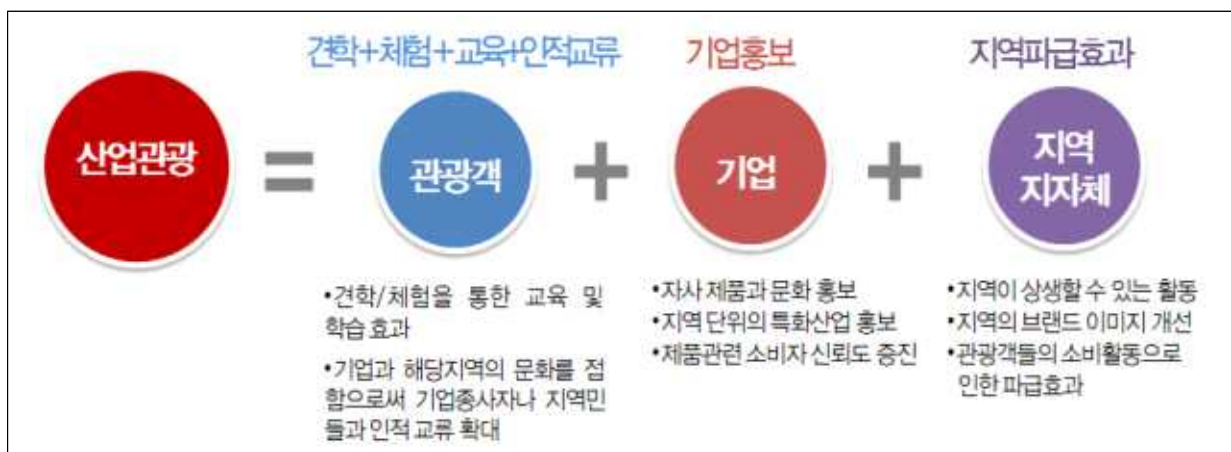 견학+체험+교육+인적교류
기업홍보
지역파급효과
산업관광
=
관광객
+
기업
+
지역
지자체
•견학/체험을 통한 교육 및
학습 효과
•기업과 해당지역의 문화를 접
함으로써 기업종사자나 지역민
들과 인적 교류 확대
•자사 제품과 문화 홍보
•지역 단위의 특화산업 홍보
•제품관련 소비자 신뢰도 증진
•지역이 상생할 수 있는 활동
•지역의 브랜드 이미지 개선
•관광객들의 소비활동으로
인한 파급효과